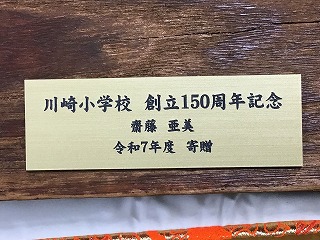 川崎小学校 創立150周年記念
齋藤 亜美
令和7年度 寄贈